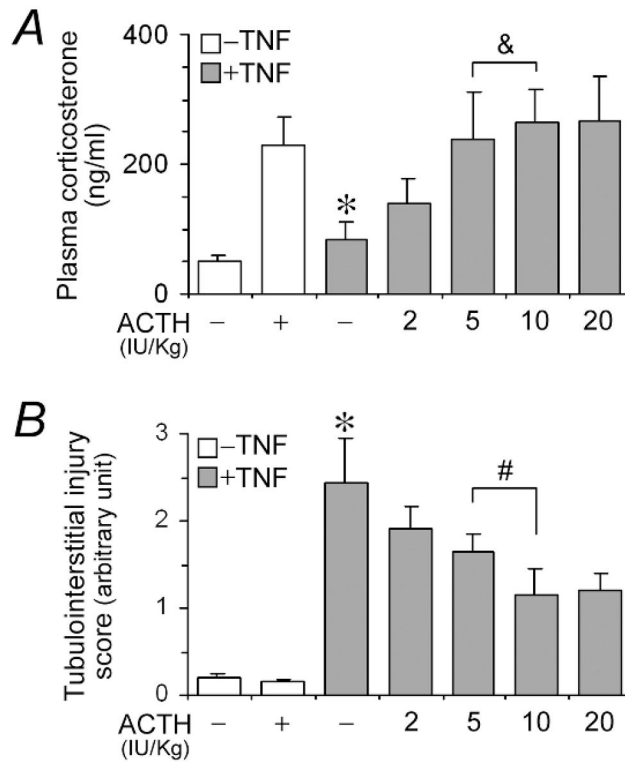 A
Plasma corticosterone
(ng/ml)
400
200
0
−TNF
+TNF
&
*
ACTH − + − 2 5 10 20
(IU/Kg)
B
Tubulointerstitial injury
score (arbitrary unit)
3
2
1
0
−TNF
+TNF
*
#
ACTH − + − 2 5 10 20
(IU/Kg)